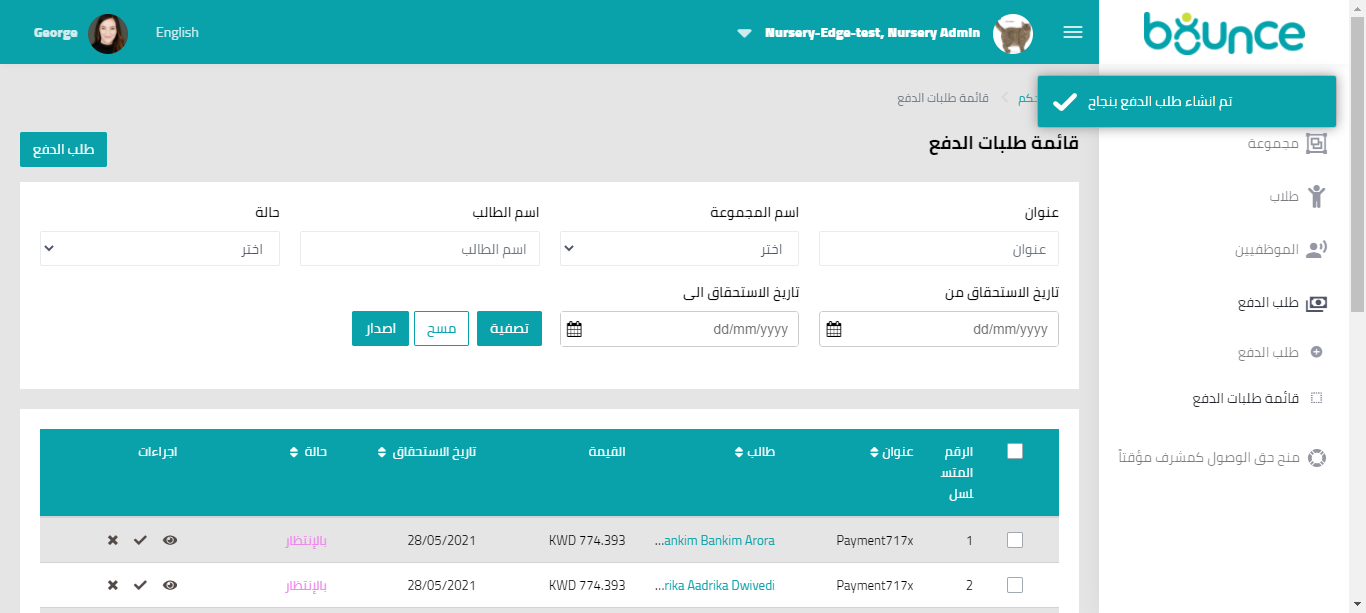 bounce
Nursery-Edge-test, Nursery Admin
English
George
تم انشاء طلب الدفع بنجاح
قائمة طلبات الدفع
قائمة طلبات الدفع
طلب الدفع
مجموعة
طلاب
الموظفيين
طلب الدفع
طلب الدفع
قائمة طلبات الدفع
منح حق الوصول كمشرف مؤقتاً
عنوان اسم المجموعة اسم الطالب حالة
عنوان اختر اسم الطالب اختر
تاريخ الاستحقاق من تاريخ الاستحقاق الى
dd/mm/yyyy dd/mm/yyyy تصفية مسح اصدار
الرقم عنوان طالب القيمة تاريخ الاستحقاق حالة اجراءات
المتس
لسل
1 Payment717x ...ankim Bankim Arora KWD 774.393 28/05/2021 بالإنتظار
2 Payment717x ...rika Aadrika Dwivedi KWD 774.393 28/05/2021 بالإنتظار